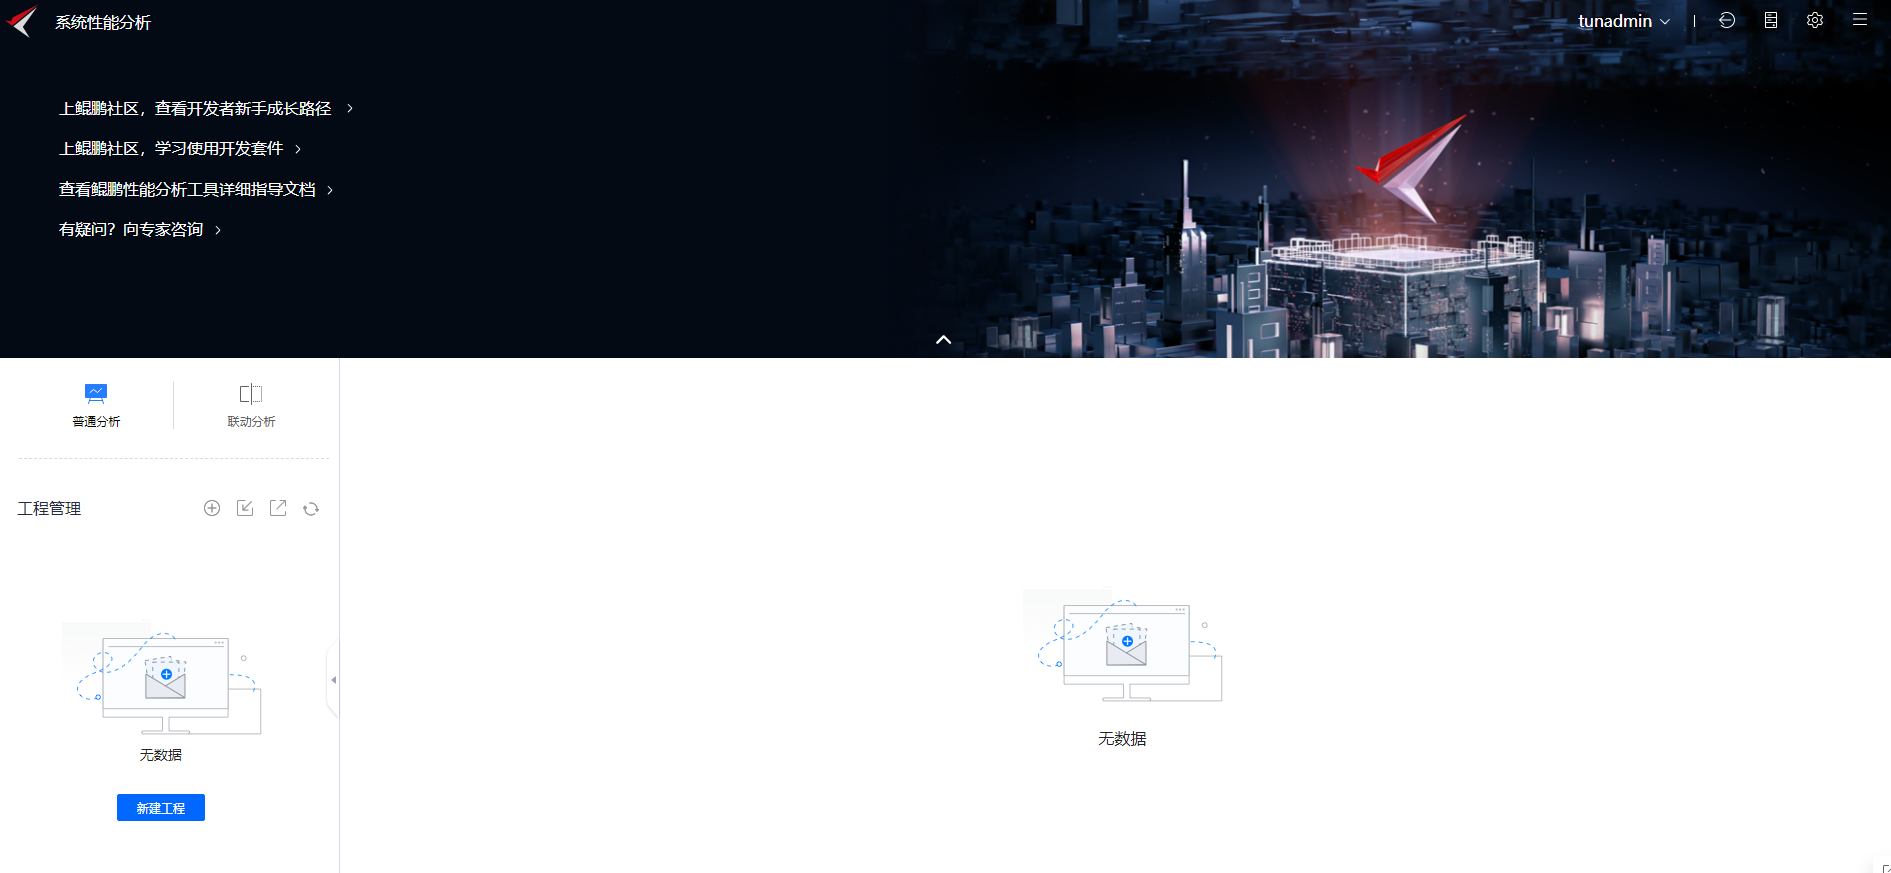 系统性能分析
tunadmin
上鲲鹏社区，查看开发者新手成长路径
上鲲鹏社区，学习使用开发套件
查看鲲鹏性能分析工具详细指导文档
有疑问？向专家咨询
普通分析
联动分析
工程管理
无数据
新建工程
无数据